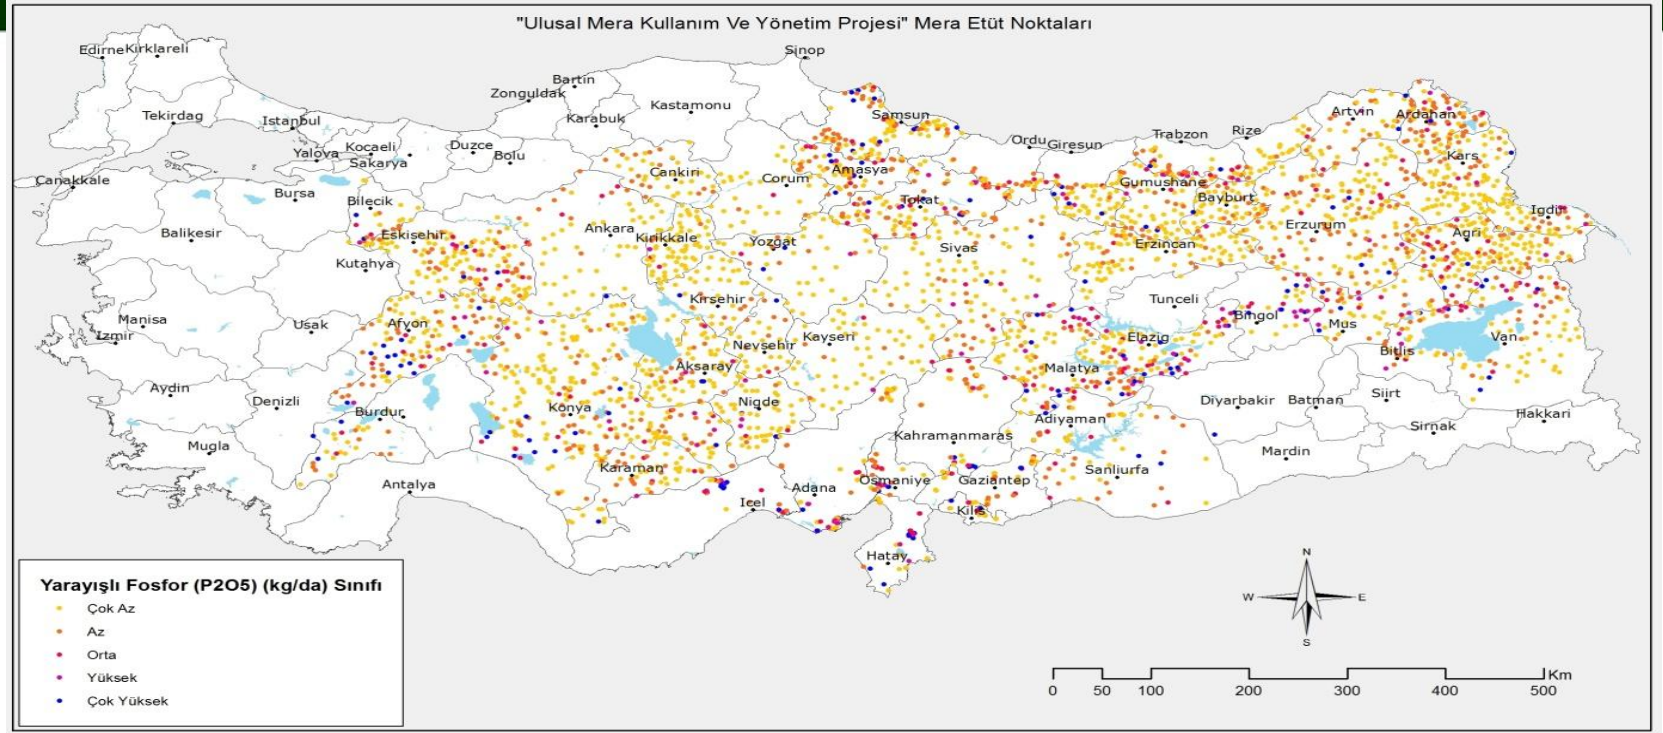 "Ulusal Mera Kullanım Ve Yönetim Projesi" Mera Etüt Noktaları
Sinop
Edirne
Kirklareli
Bartin
Zonguldak
Kastamonu
Karabuk
Tekirdag
Istanbul
Samsun
Artvin
Ardahan
Ordu
Giresun
Trabzon
Rize
Yalova
Kocaeli
Sakarya
Duzce
Bolu
Kars
Canakkale
Bursa
Bilecik
Cankiri
Corum
Amasya
Tokat
Gumushane
Bayburt
Igdir
Balikesir
Eskisehir
Ankara
Kirikkale
Yozgat
Sivas
Erzincan
Erzurum
Agri
Kutahya
Manisa
Izmir
Usak
Afyon
Kirsehir
Nevsehir
Kayseri
Tunceli
Elazig
Bingol
Mus
Bitlis
Van
Aydin
Denizli
Burdur
Konya
Aksaray
Nigde
Malatya
Adiyaman
Diyarbakir
Batman
Siirt
Sirnak
Hakkari
Mugla
Antalya
Karaman
Icel
Adana
Kahramanmaras
Osmaniye
Gaziantep
Kilis
Sanliurfa
Mardin
Hatay
Yarayışlı Fosfor (P2O5) (kg/da) Sınıfı
Çok Az
Az
Orta
Yüksek
Çok Yüksek
N
W
E
S
0 50 100 200 300 400 500 Km